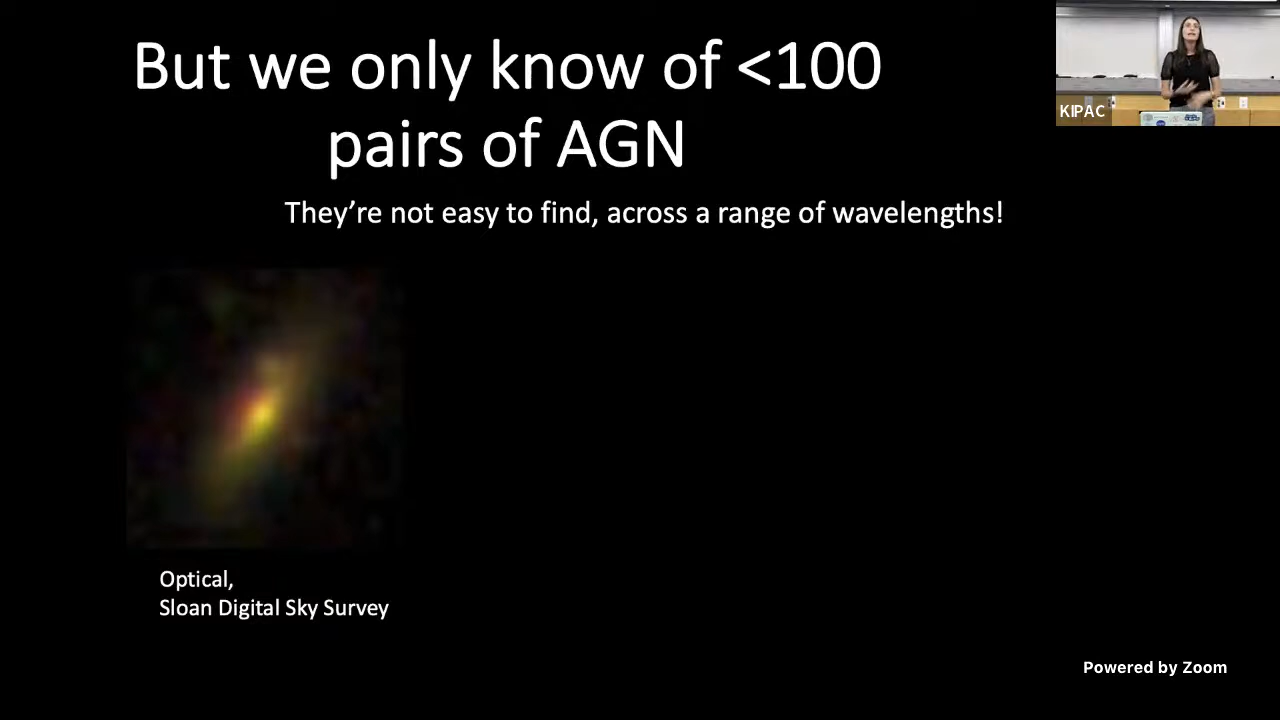 But we only know of <100
pairs of AGN
They're not easy to find, across a range of wavelengths!
KIPAC
Optical,
Sloan Digital Sky Survey
Powered by Zoom